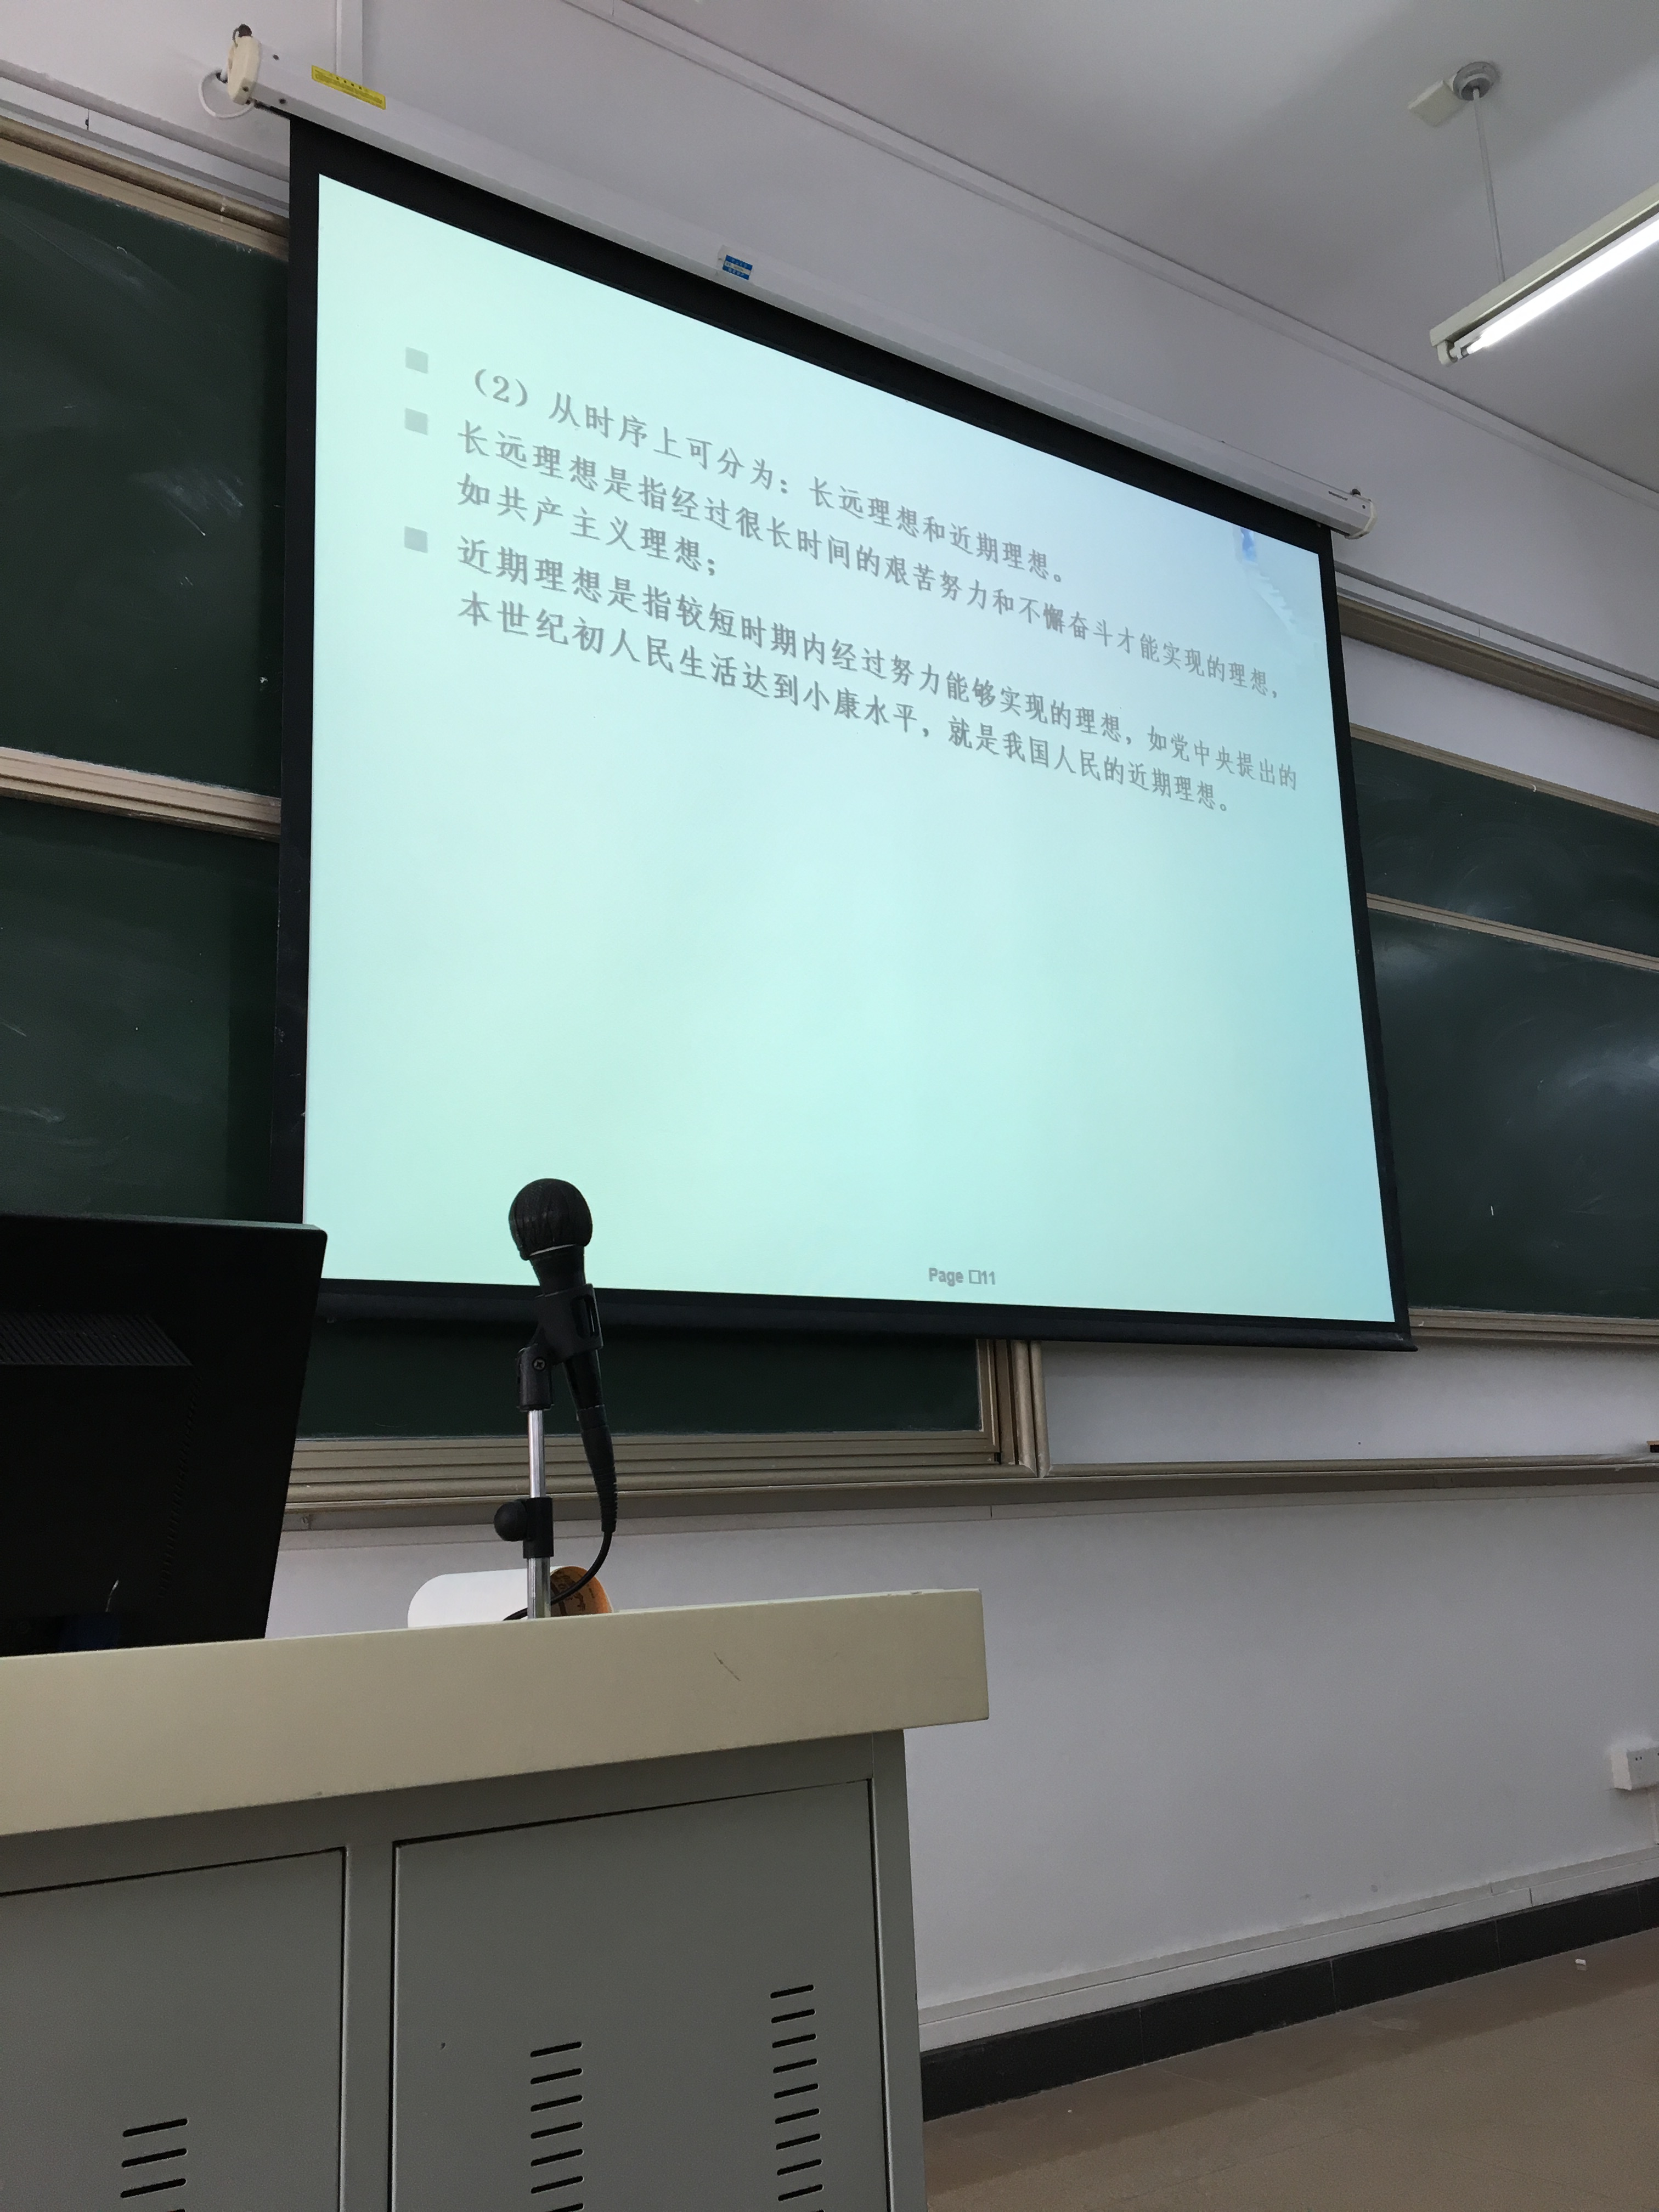 （2）从时序上可分为：长远理想和近期理想。
长远理想是指经过很长时间的艰苦努力和不懈奋斗才能实现的理想，
如共产主义理想；
近期理想是指较短时期内经过努力能够实现的理想，如党中央提出的
本世纪初人民生活达到小康水平，就是我国人民的近期理想。
Page □11